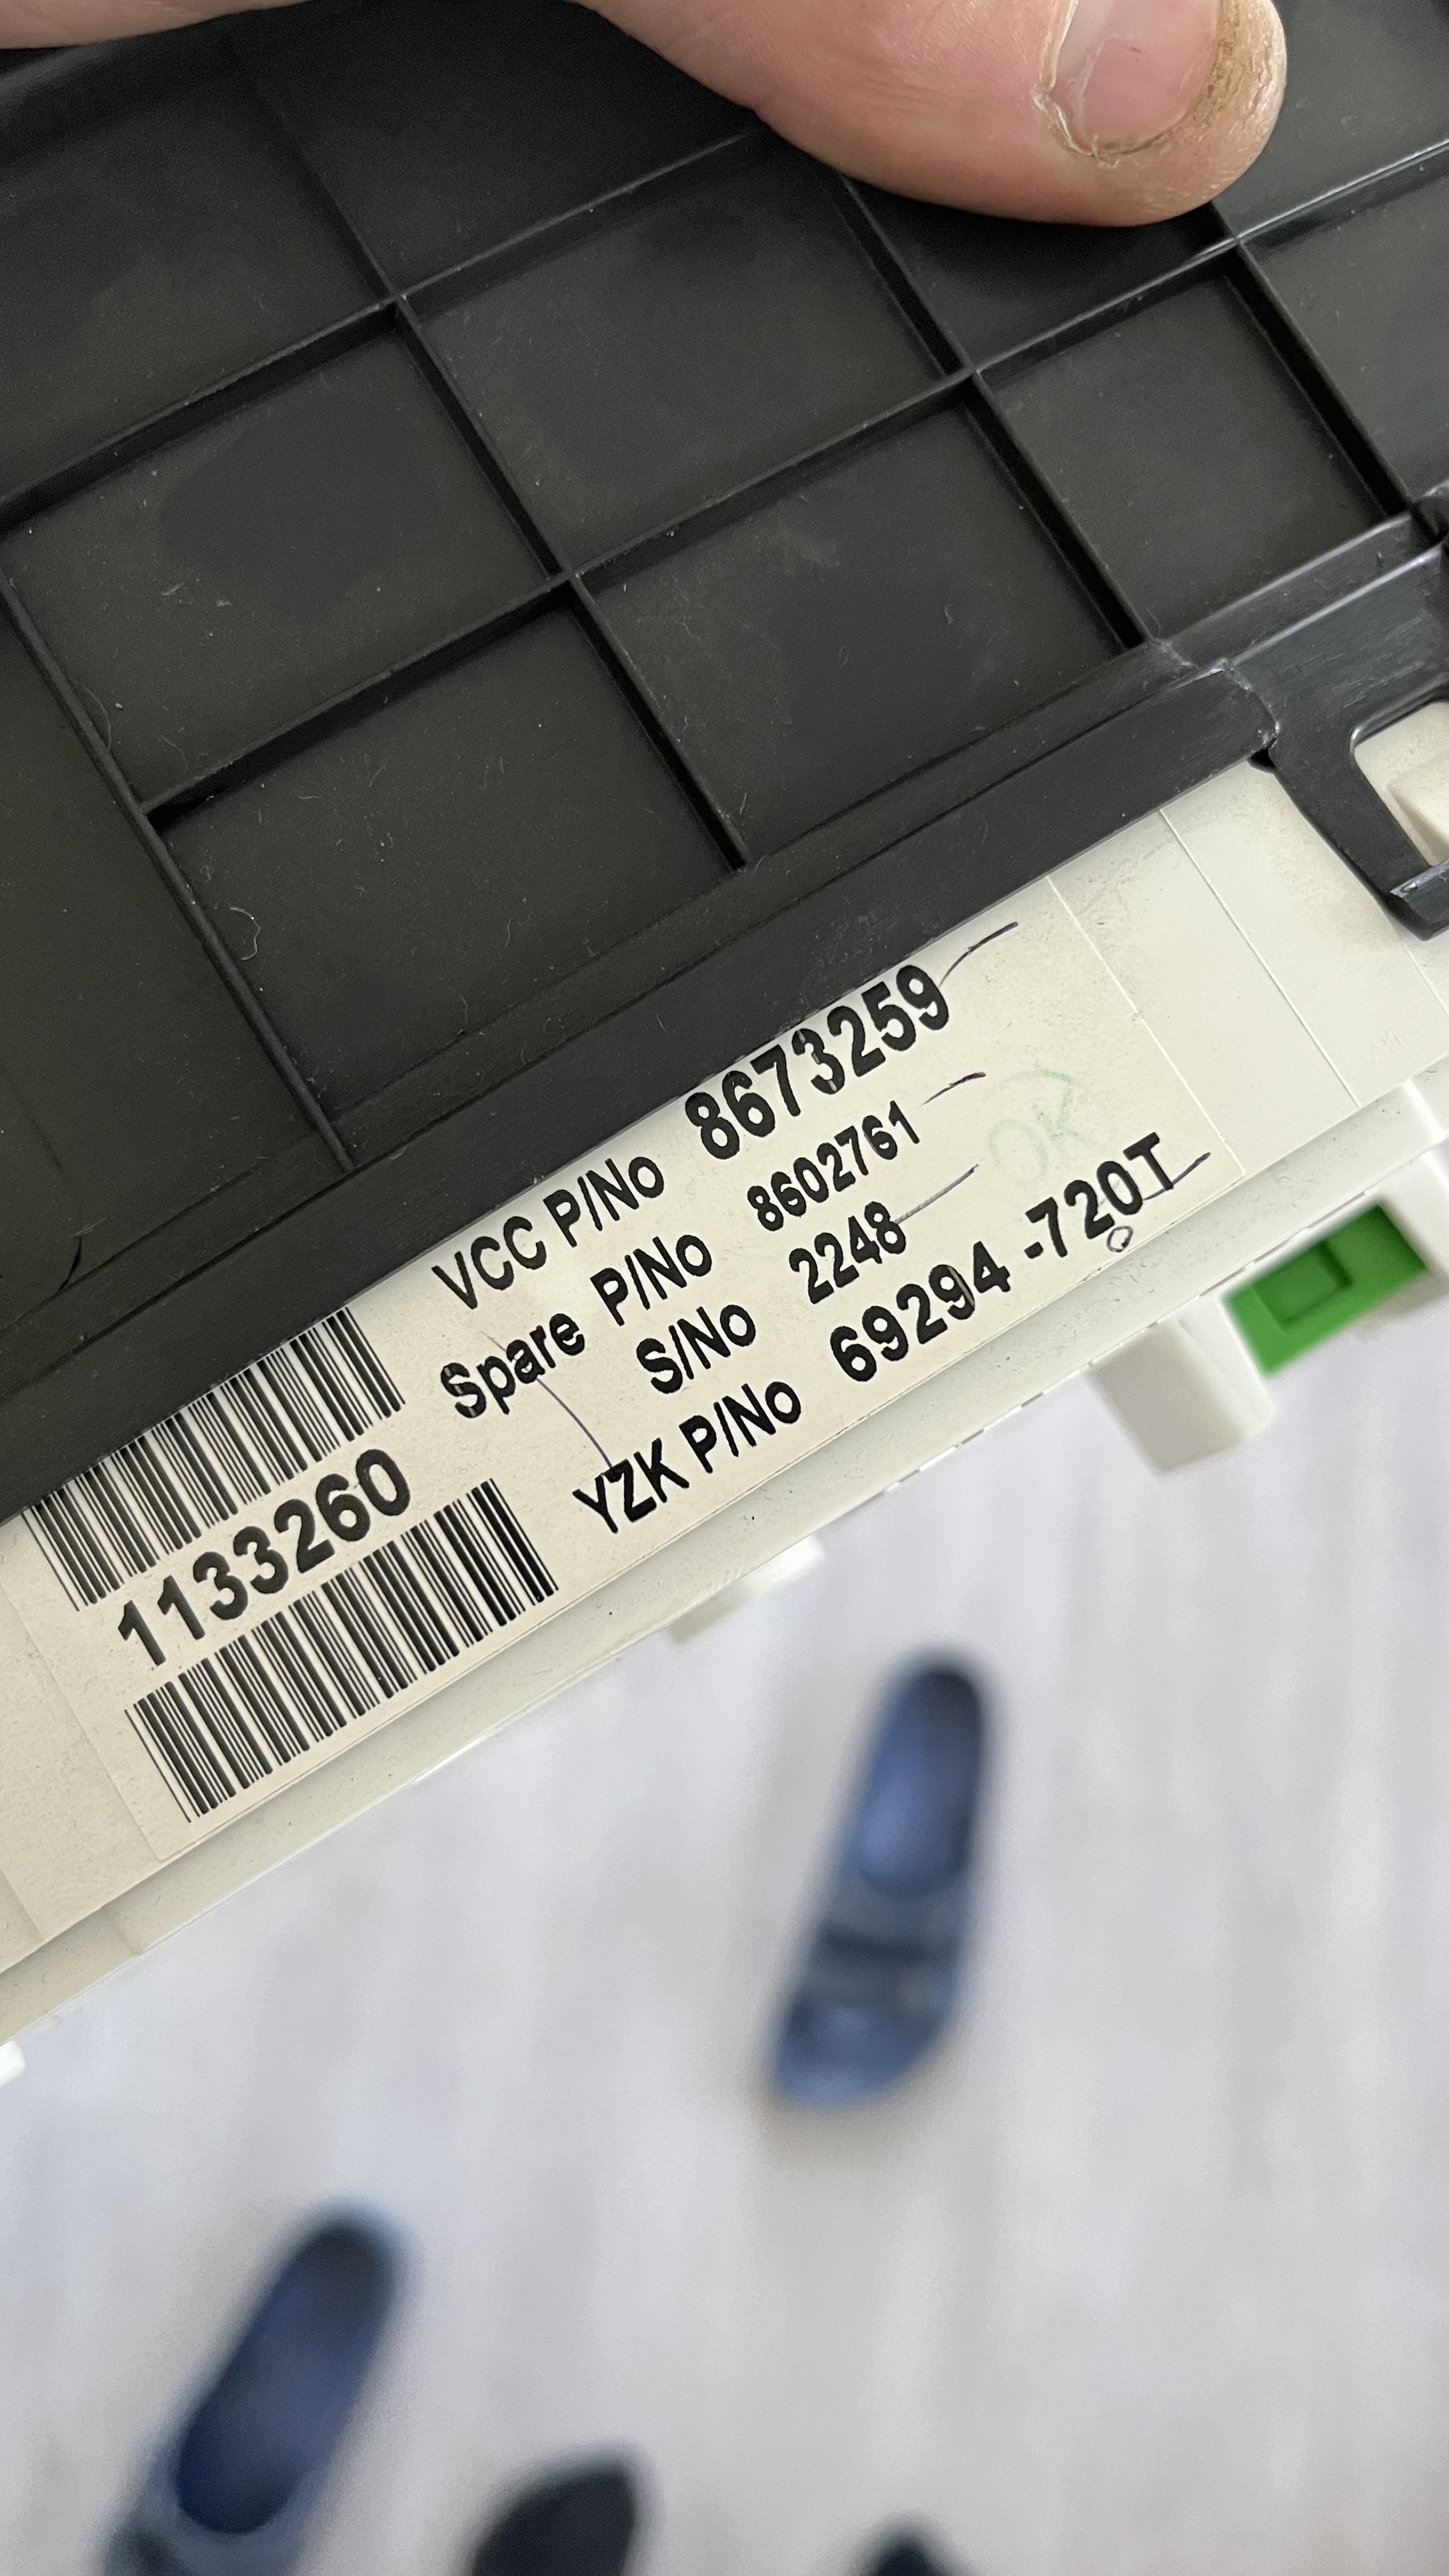 VCC P/No 8673259
Spare P/No 8602761
S/No 2248
YZK P/No 69294 -720T
1133260
OK